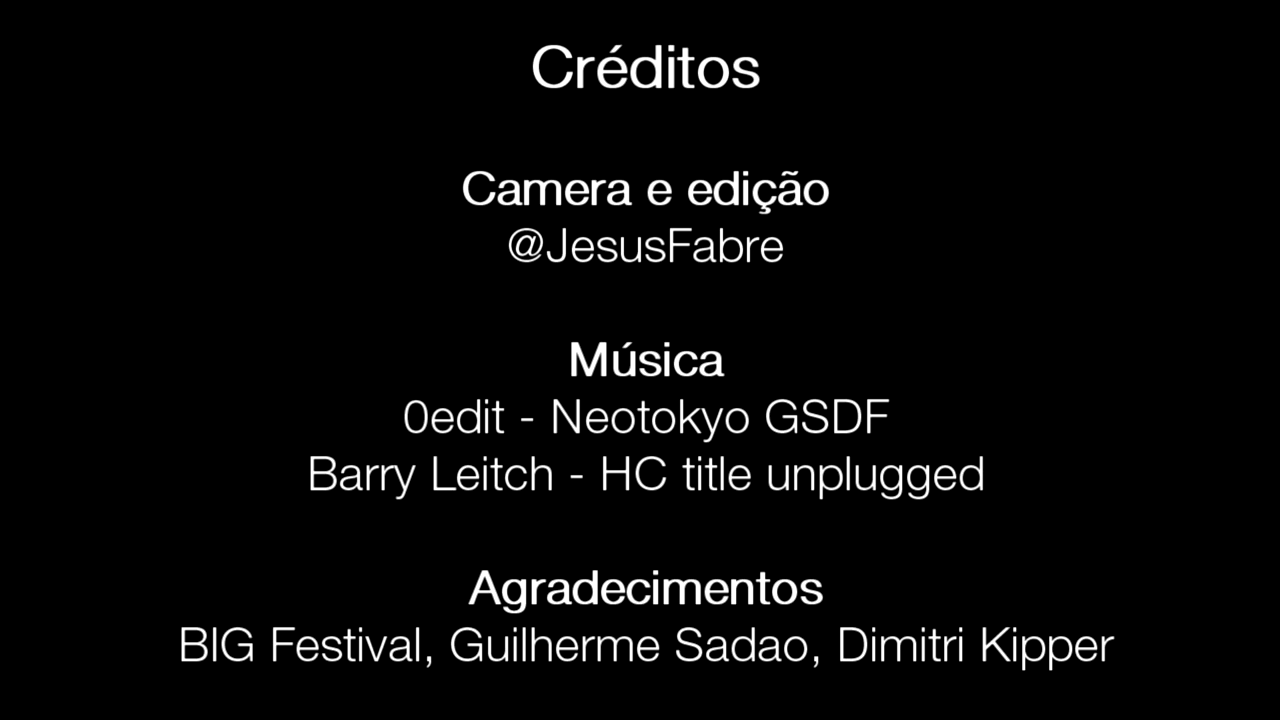 Créditos
Camera e edição
@JesusFabre
Música
0edit - Neotokyo GSDF
Barry Leitch - HC title unplugged
Agradecimentos
BIG Festival, Guilherme Sadao, Dimitri Kipper